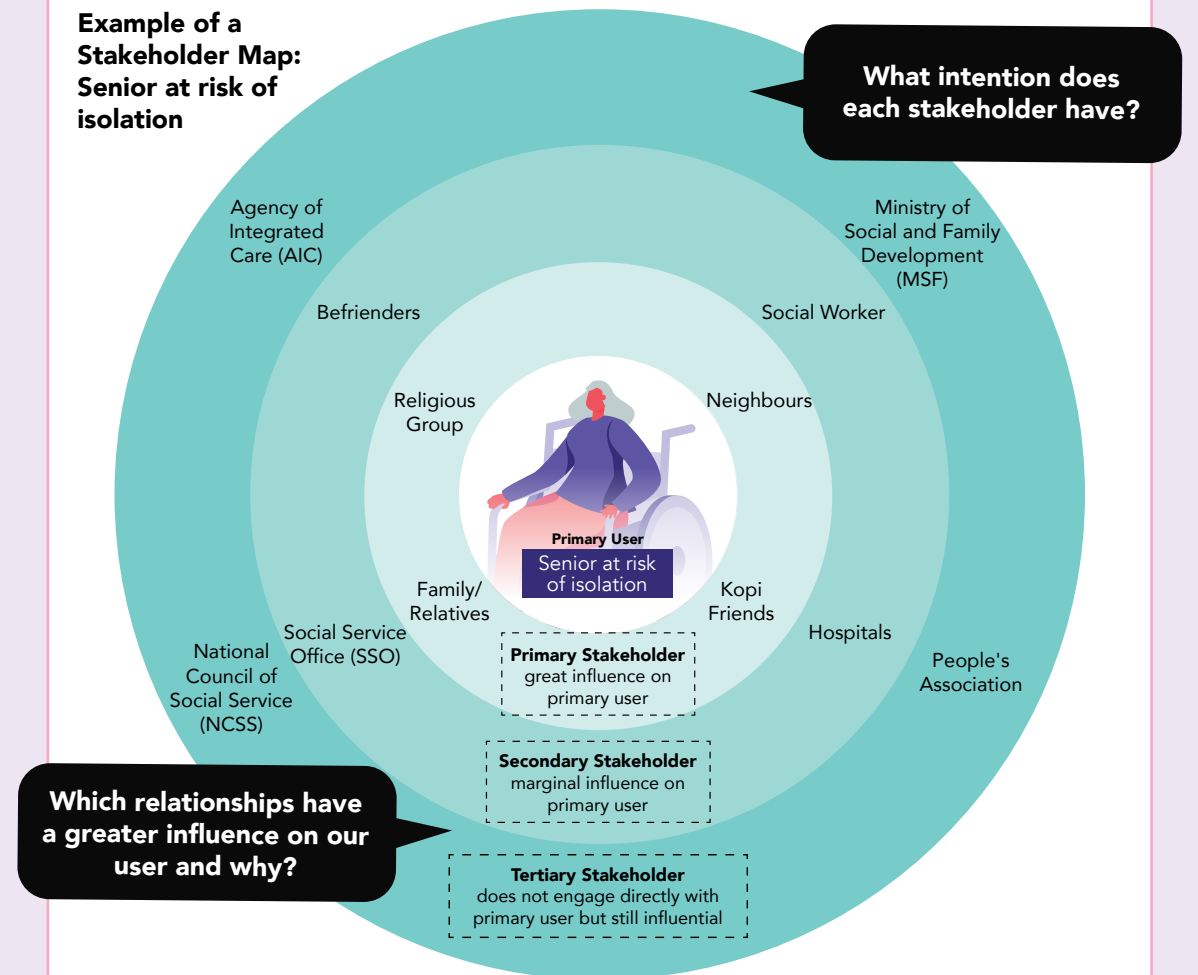 Example of a
Stakeholder Map:
Senior at risk of
isolation
What intention does
each stakeholder have?
Agency of
Integrated
Care (AIC)
Ministry of
Social and Family
Development
(MSF)
Befrienders
Social Worker
Religious
Group
Neighbours
Primary User
Senior at risk
of isolation
Family/
Relatives
Kopi
Friends
Social Service
Office (SSO)
Hospitals
National
Council of
Social Service
(NCSS)
People's
Association
Primary Stakeholder
great influence on
primary user
Secondary Stakeholder
marginal influence on
primary user
Which relationships have
a greater influence on our
user and why?
Tertiary Stakeholder
does not engage directly with
primary user but still influential